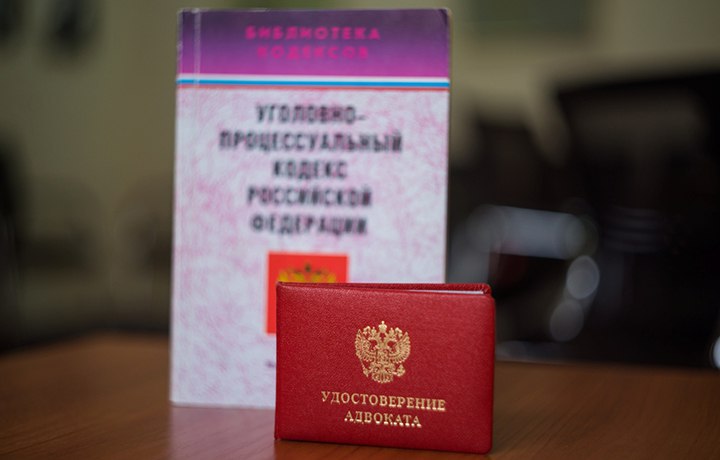 БИБЛИОТЕКА
КОДЕКСОВ
УГОЛОВНО-
ПРОЦЕССУАЛЬНЫЙ
КОДЕКС
РОССИЙСКОЙ
ФЕДЕРАЦИИ
УДОСТОВЕРЕНИЕ
АДВОКАТА